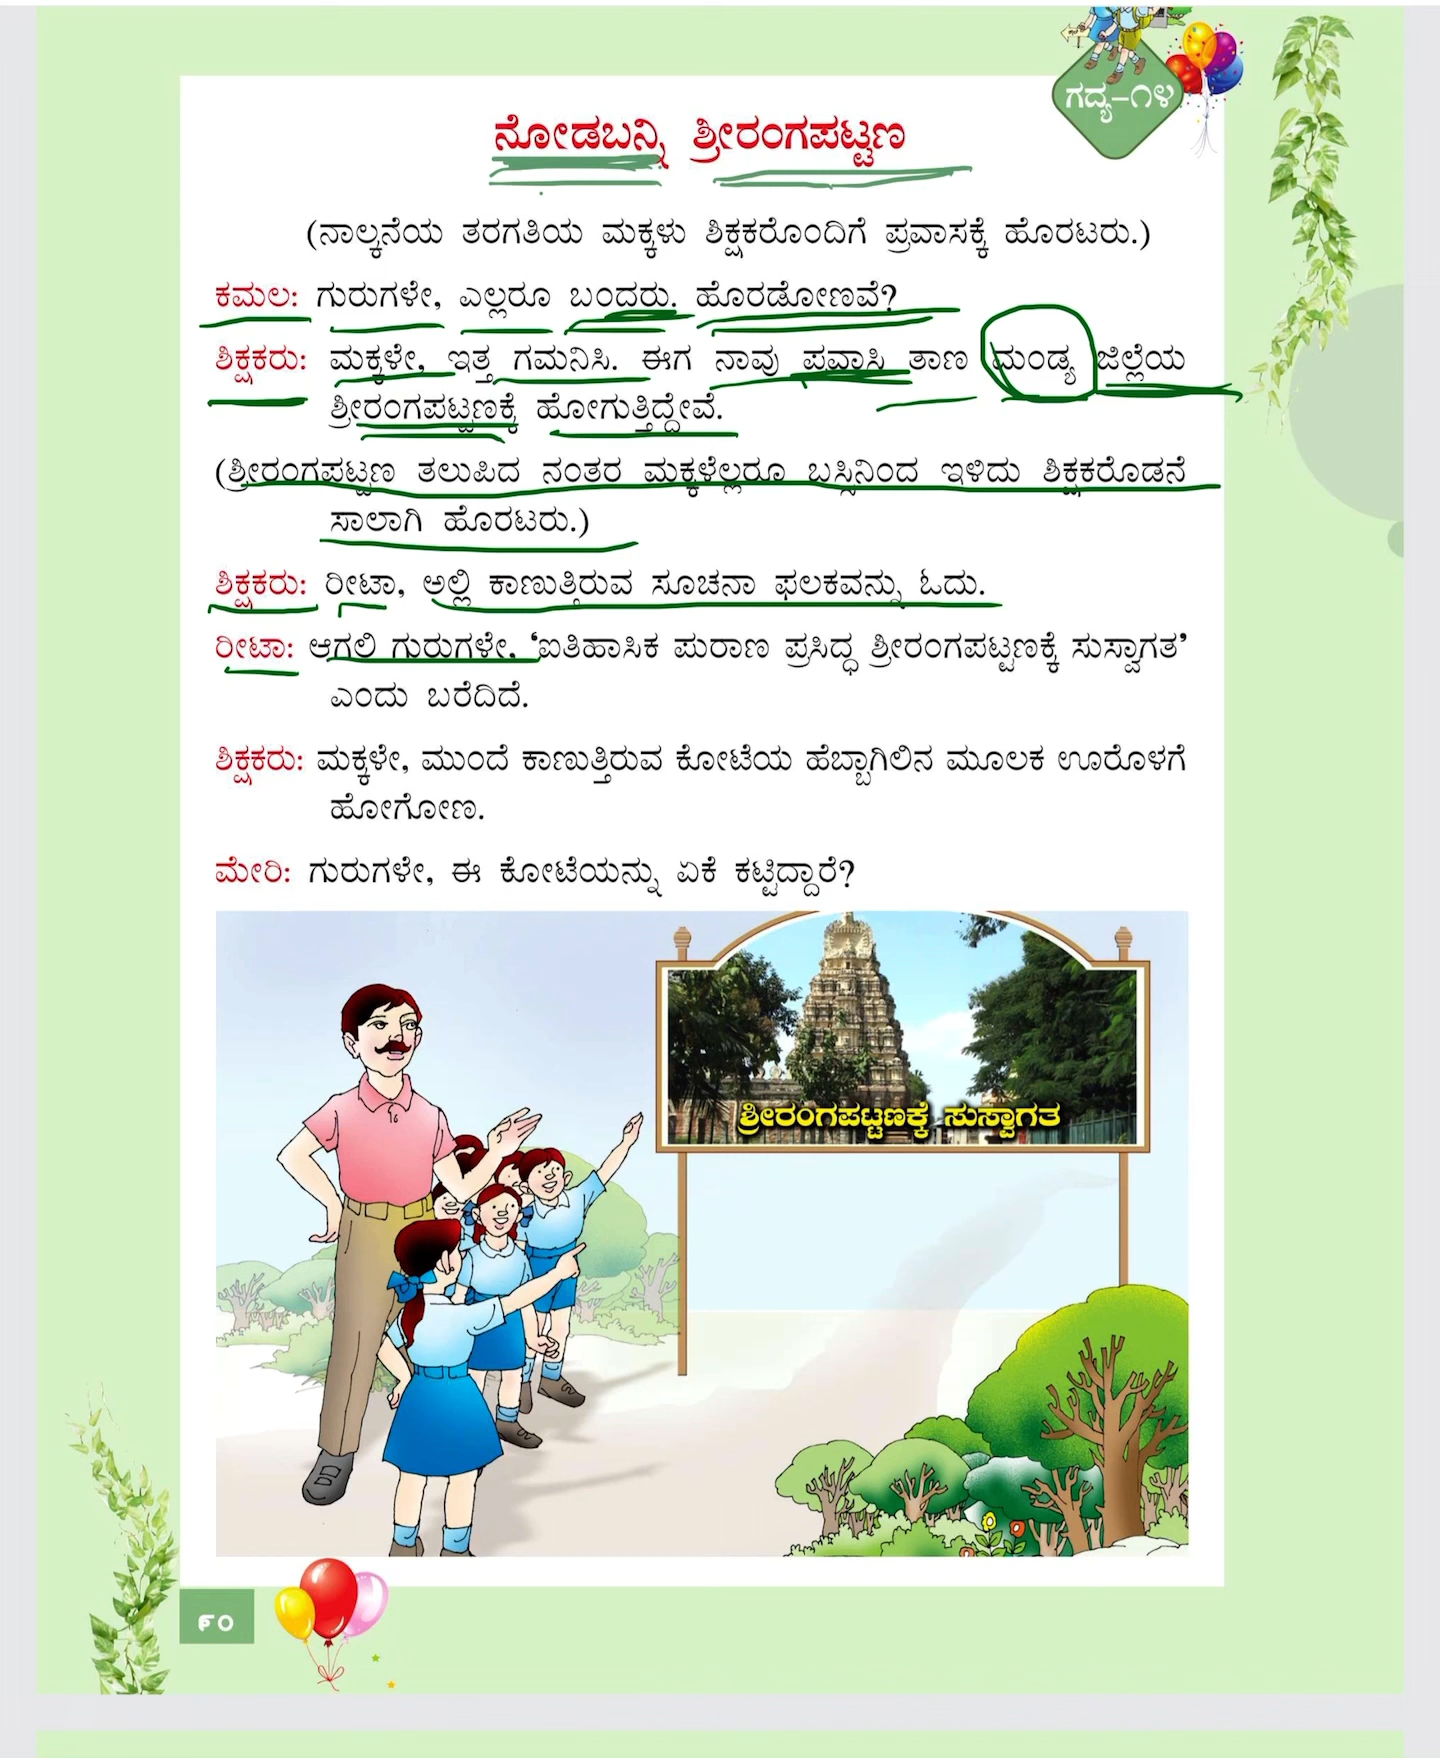 ಗದ್ಯ-೧೪
ನೋಡಬನ್ನಿ ಶ್ರೀರಂಗಪಟ್ಟಣ
(ನಾಲ್ಕನೆಯ ತರಗತಿಯ ಮಕ್ಕಳು ಶಿಕ್ಷಕರೊಂದಿಗೆ ಪ್ರವಾಸಕ್ಕೆ ಹೊರಟರು.)
ಕಮಲ: ಗುರುಗಳೇ, ಎಲ್ಲರೂ ಬಂದರು. ಹೊರಡೋಣವೆ?
ಶಿಕ್ಷಕರು: ಮಕ್ಕಳೇ, ಇತ್ತ ಗಮನಿಸಿ. ಈಗ ನಾವು ಪ್ರವಾಸಿ ತಾಣ ಮಂಡ್ಯ ಜಿಲ್ಲೆಯ
ಶ್ರೀರಂಗಪಟ್ಟಣಕ್ಕೆ ಹೋಗುತ್ತಿದ್ದೇವೆ.
(ಶ್ರೀರಂಗಪಟ್ಟಣ ತಲುಪಿದ ನಂತರ ಮಕ್ಕಳೆಲ್ಲರೂ ಬಸ್ಸಿನಿಂದ ಇಳಿದು ಶಿಕ್ಷಕರೊಡನೆ
ಸಾಲಾಗಿ ಹೊರಟರು.)
ಶಿಕ್ಷಕರು: ರೀಟಾ, ಅಲ್ಲಿ ಕಾಣುತ್ತಿರುವ ಸೂಚನಾ ಫಲಕವನ್ನು ಓದು.
ರೀಟಾ: ಆಗಲಿ ಗುರುಗಳೇ, ‘ಐತಿಹಾಸಿಕ ಪುರಾಣ ಪ್ರಸಿದ್ಧ ಶ್ರೀರಂಗಪಟ್ಟಣಕ್ಕೆ ಸುಸ್ವಾಗತ’
ಎಂದು ಬರೆದಿದೆ.
ಶಿಕ್ಷಕರು: ಮಕ್ಕಳೇ, ಮುಂದೆ ಕಾಣುತ್ತಿರುವ ಕೋಟೆಯ ಹೆಬ್ಬಾಗಿಲಿನ ಮೂಲಕ ಊರೊಳಗೆ
ಹೋಗೋಣ.
ಮೇರಿ: ಗುರುಗಳೇ, ಈ ಕೋಟೆಯನ್ನು ಏಕೆ ಕಟ್ಟಿದ್ದಾರೆ?
ಶ್ರೀರಂಗಪಟ್ಟಣಕ್ಕೆ ಸುಸ್ವಾಗತ
೯೦